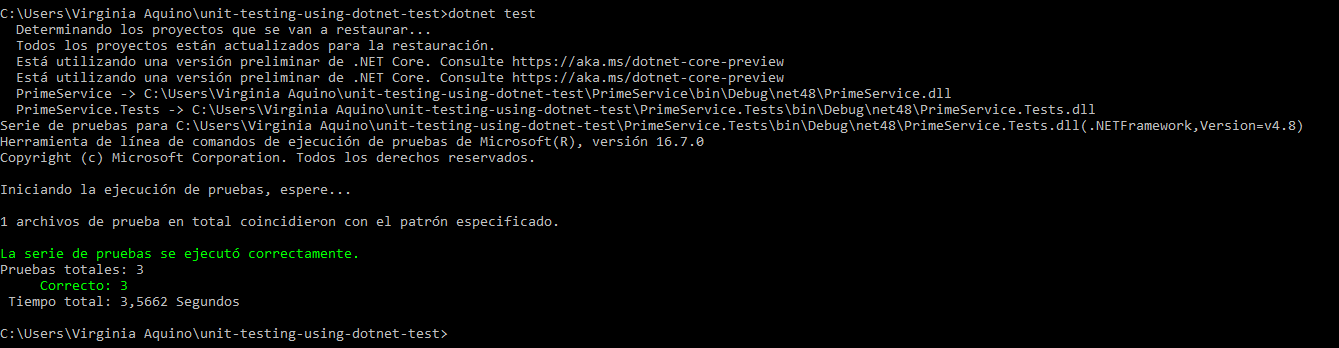 C:\Users\Virginia Aquino\unit-testing-using-dotnet-test>dotnet test
Determinando los proyectos que se van a restaurar...
Todos los proyectos están actualizados para la restauración.
Está utilizando una versión preliminar de .NET Core. Consulte https://aka.ms/dotnet-core-preview
Está utilizando una versión preliminar de .NET Core. Consulte https://aka.ms/dotnet-core-preview
PrimeService -> C:\Users\Virginia Aquino\unit-testing-using-dotnet-test\PrimeService\bin\Debug\net48\PrimeService.dll
PrimeService.Tests -> C:\Users\Virginia Aquino\unit-testing-using-dotnet-test\PrimeService.Tests\bin\Debug\net48\PrimeService.Tests.dll
Serie de pruebas para C:\Users\Virginia Aquino\unit-testing-using-dotnet-test\PrimeService.Tests\bin\Debug\net48\PrimeService.Tests.dll(.NETFramework,Version=v4.8)
Herramienta de línea de comandos de ejecución de pruebas de Microsoft(R), versión 16.7.0
Copyright (c) Microsoft Corporation. Todos los derechos reservados.
Iniciando la ejecución de pruebas, espere...
1 archivos de prueba en total coincidieron con el patrón especificado.
La serie de pruebas se ejecutó correctamente.
Pruebas totales: 3
Correcto: 3
Tiempo total: 3,5662 Segundos
C:\Users\Virginia Aquino\unit-testing-using-dotnet-test>